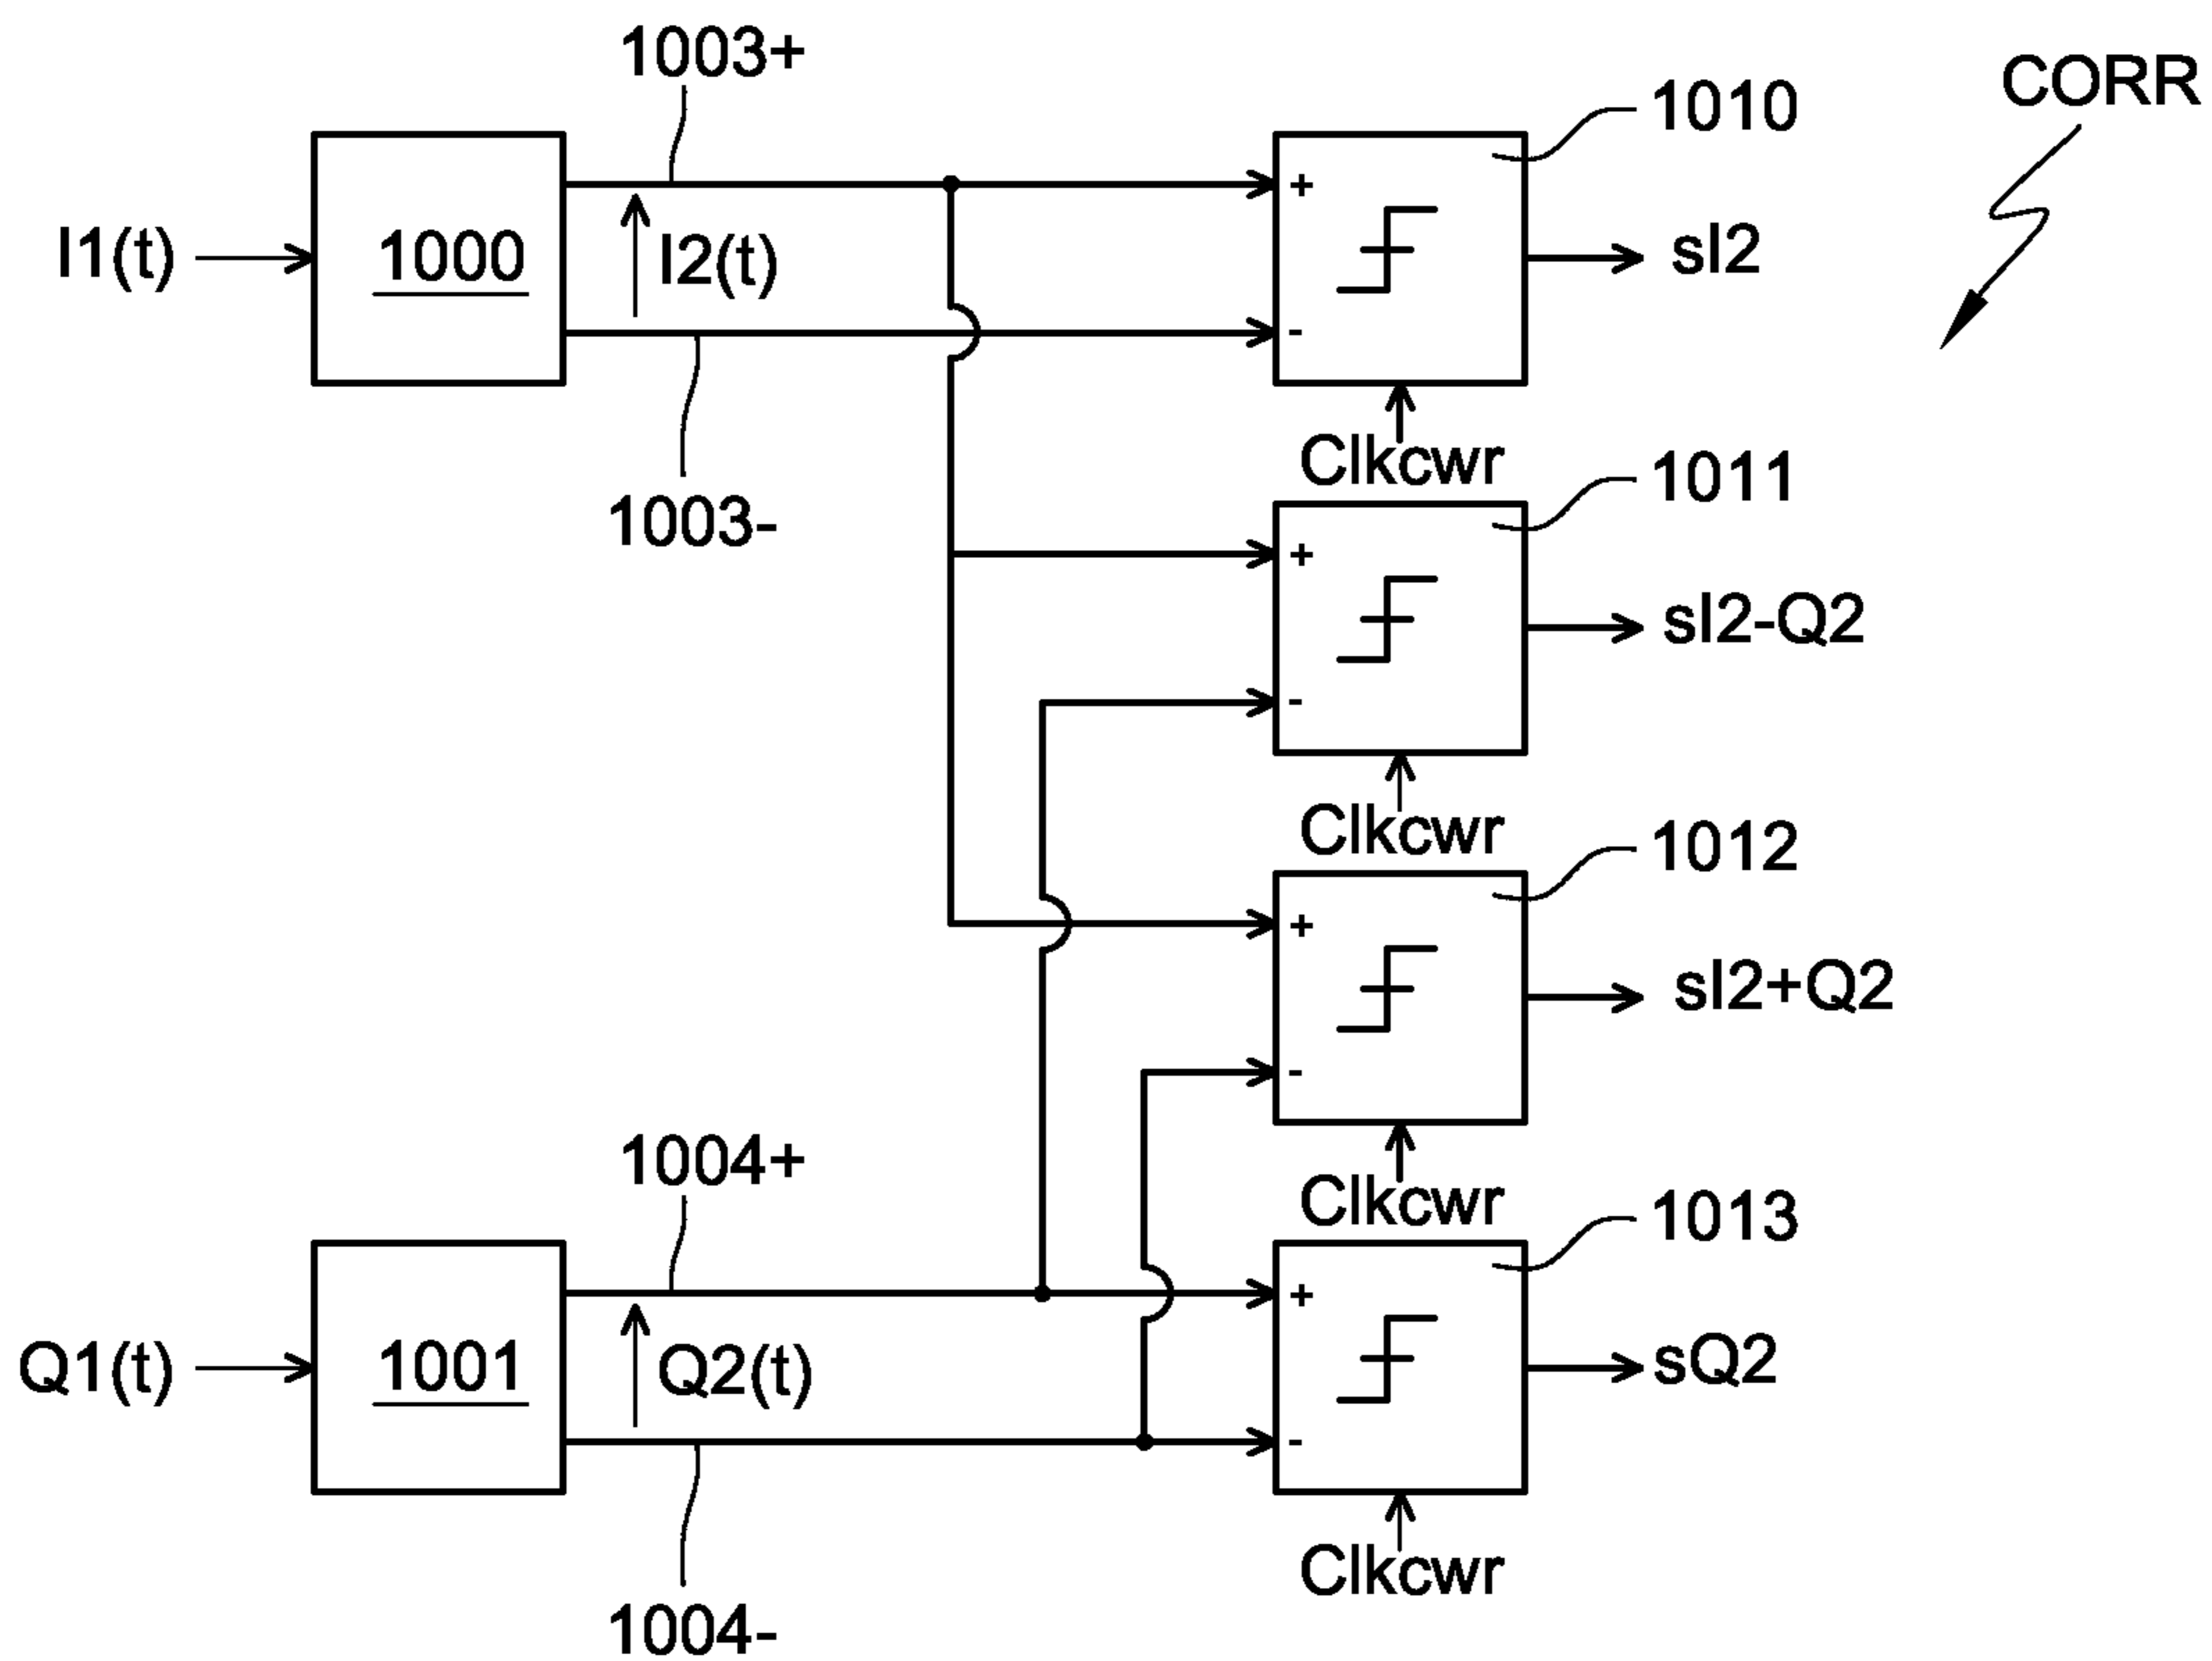 1003+
CORR
1010
+
I1(t)
1000
I2(t)
sI2
-
Clkcwr
1011
1003-
+
sI2-Q2
-
Clkcwr
1012
+
sI2+Q2
-
1004+
Clkcwr
1013
+
Q1(t)
1001
Q2(t)
sQ2
-
Clkcwr
1004-